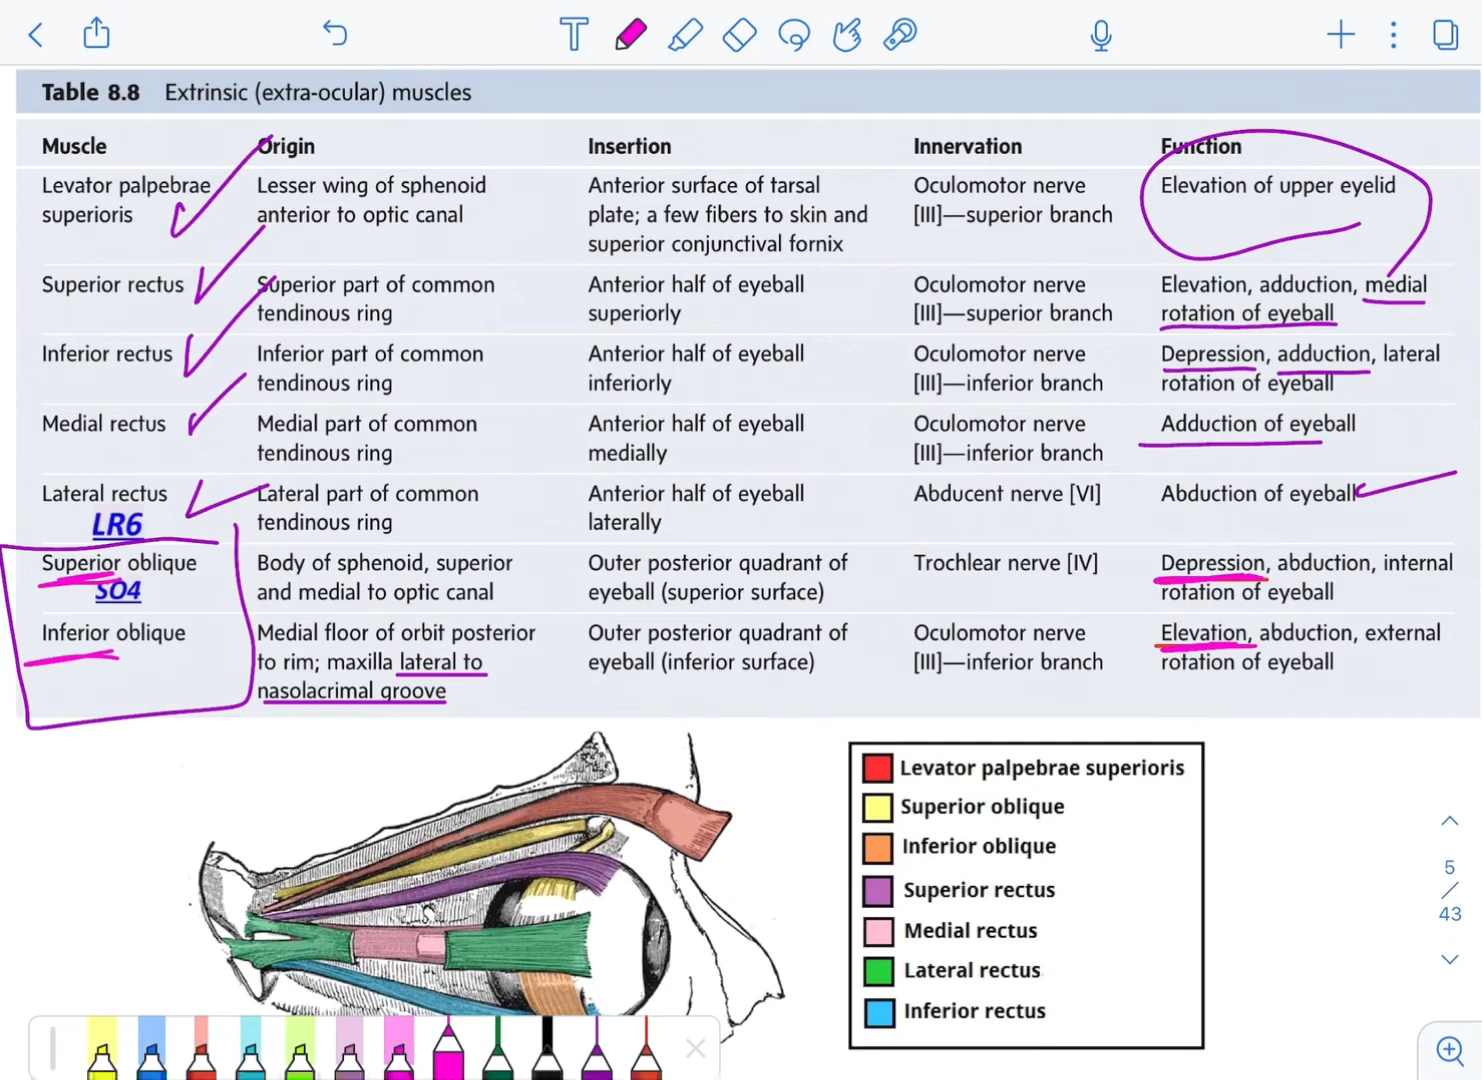 Table 8.8 Extrinsic (extra-ocular) muscles
Muscle Origin Insertion Innervation Function
Levator palpebrae Lesser wing of sphenoid Anterior surface of tarsal Oculomotor nerve Elevation of upper eyelid
superioris anterior to optic canal plate; a few fibers to skin and [III]—superior branch
superior conjunctival fornix
Superior rectus Superior part of common Anterior half of eyeball Oculomotor nerve Elevation, adduction, medial
tendinous ring superiorly [III]—superior branch rotation of eyeball
Inferior rectus Inferior part of common Anterior half of eyeball Oculomotor nerve Depression, adduction, lateral
tendinous ring inferiorly [III]—inferior branch rotation of eyeball
Medial rectus Medial part of common Anterior half of eyeball Oculomotor nerve Adduction of eyeball
tendinous ring medially [III]—inferior branch
Lateral rectus Lateral part of common Anterior half of eyeball Abducent nerve [VI] Abduction of eyeball
LR6 tendinous ring laterally
Superior oblique Body of sphenoid, superior Outer posterior quadrant of Trochlear nerve [IV] Depression, abduction, internal
SO4 and medial to optic canal eyeball (superior surface) rotation of eyeball
Inferior oblique Medial floor of orbit posterior Outer posterior quadrant of Oculomotor nerve Elevation, abduction, external
to rim; maxilla lateral to eyeball (inferior surface) [III]—inferior branch rotation of eyeball
nasolacrimal groove
Levator palpebrae superioris
Superior oblique
Inferior oblique
Superior rectus
Medial rectus
Lateral rectus
Inferior rectus
5
/
43